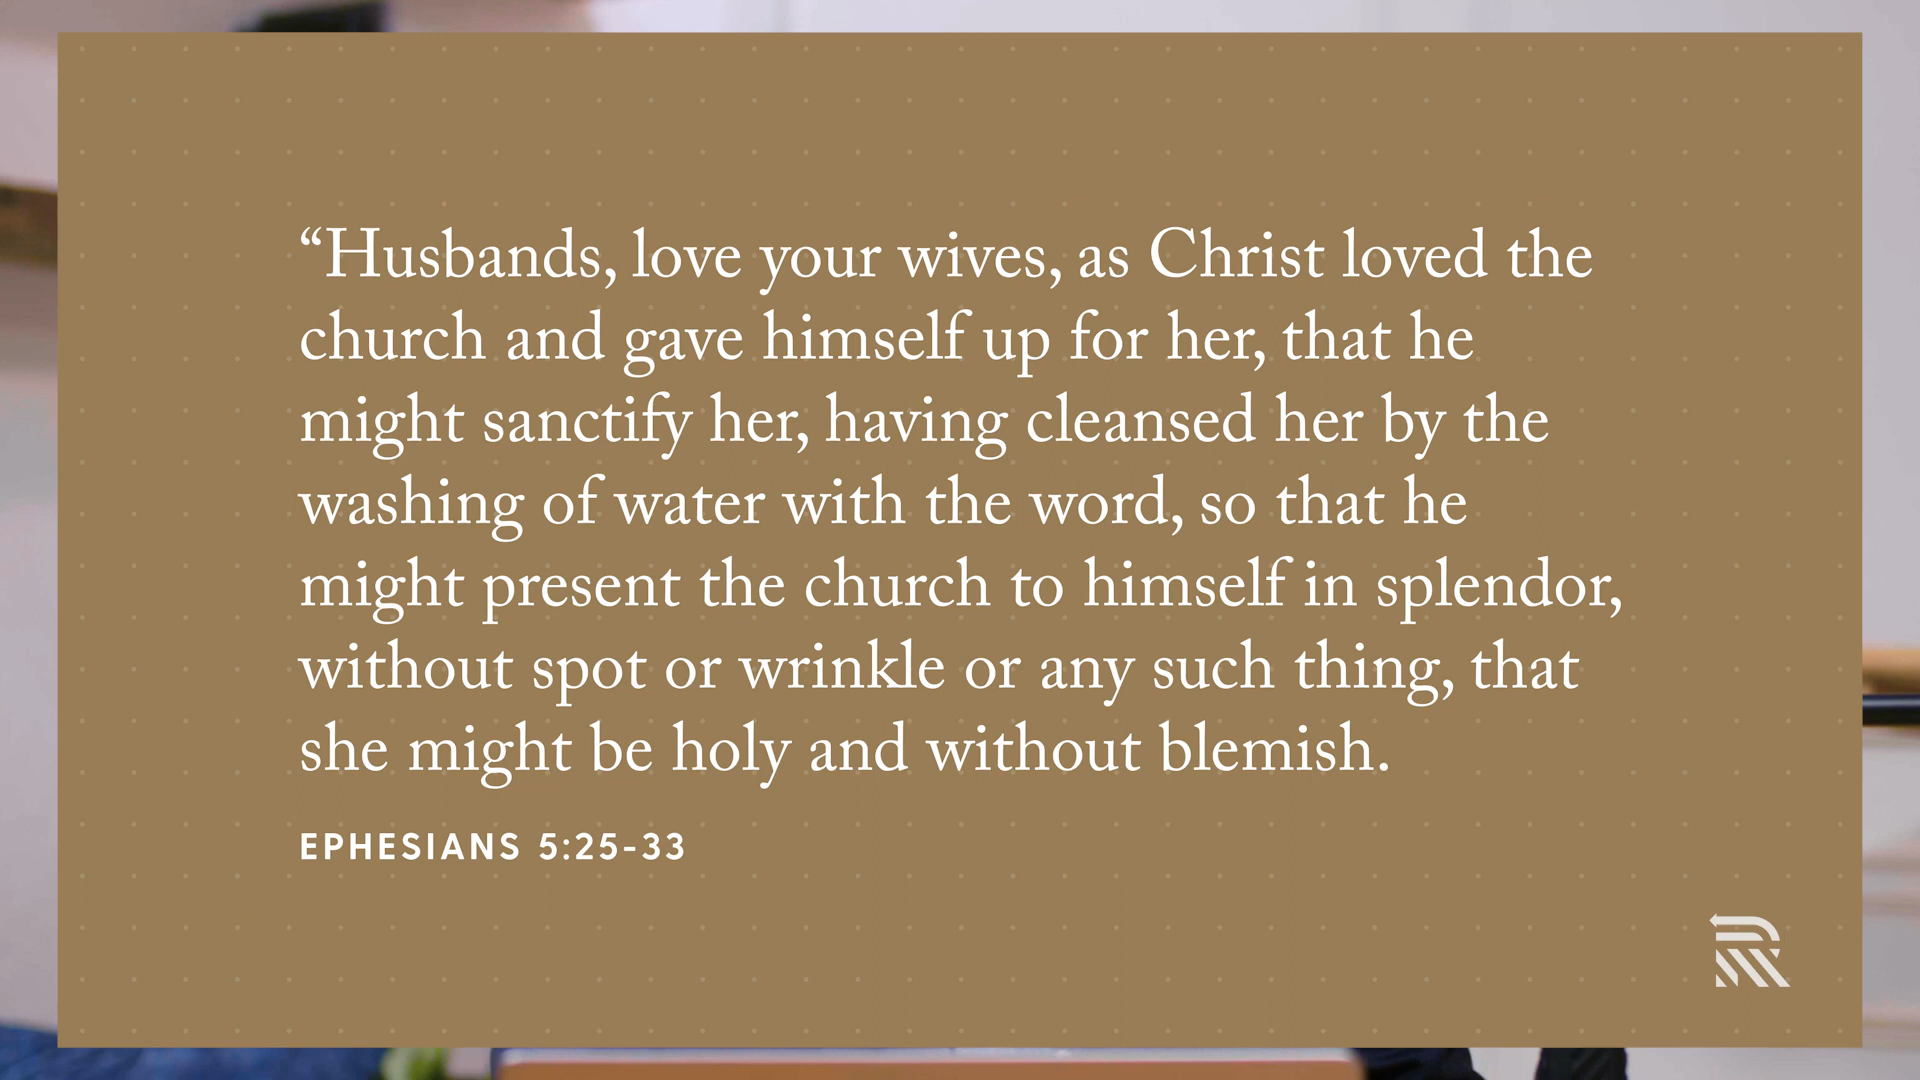 “Husbands, love your wives, as Christ loved the
church and gave himself up for her, that he
might sanctify her, having cleansed her by the
washing of water with the word, so that he
might present the church to himself in splendor,
without spot or wrinkle or any such thing, that
she might be holy and without blemish.
EPHESIANS 5:25-33